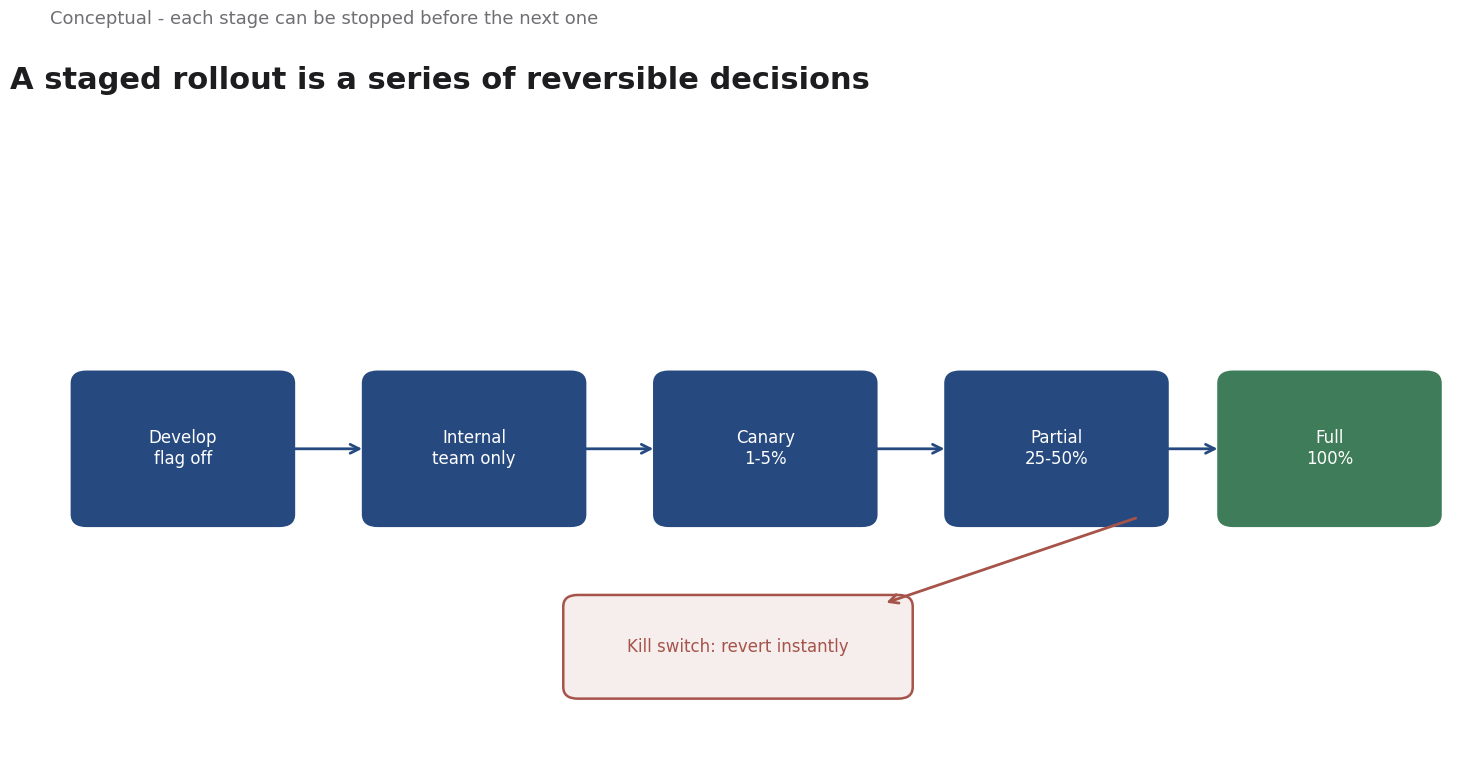 Conceptual - each stage can be stopped before the next one
A staged rollout is a series of reversible decisions
Develop
flag off
Internal
team only
Canary
1-5%
Partial
25-50%
Full
100%
Kill switch: revert instantly